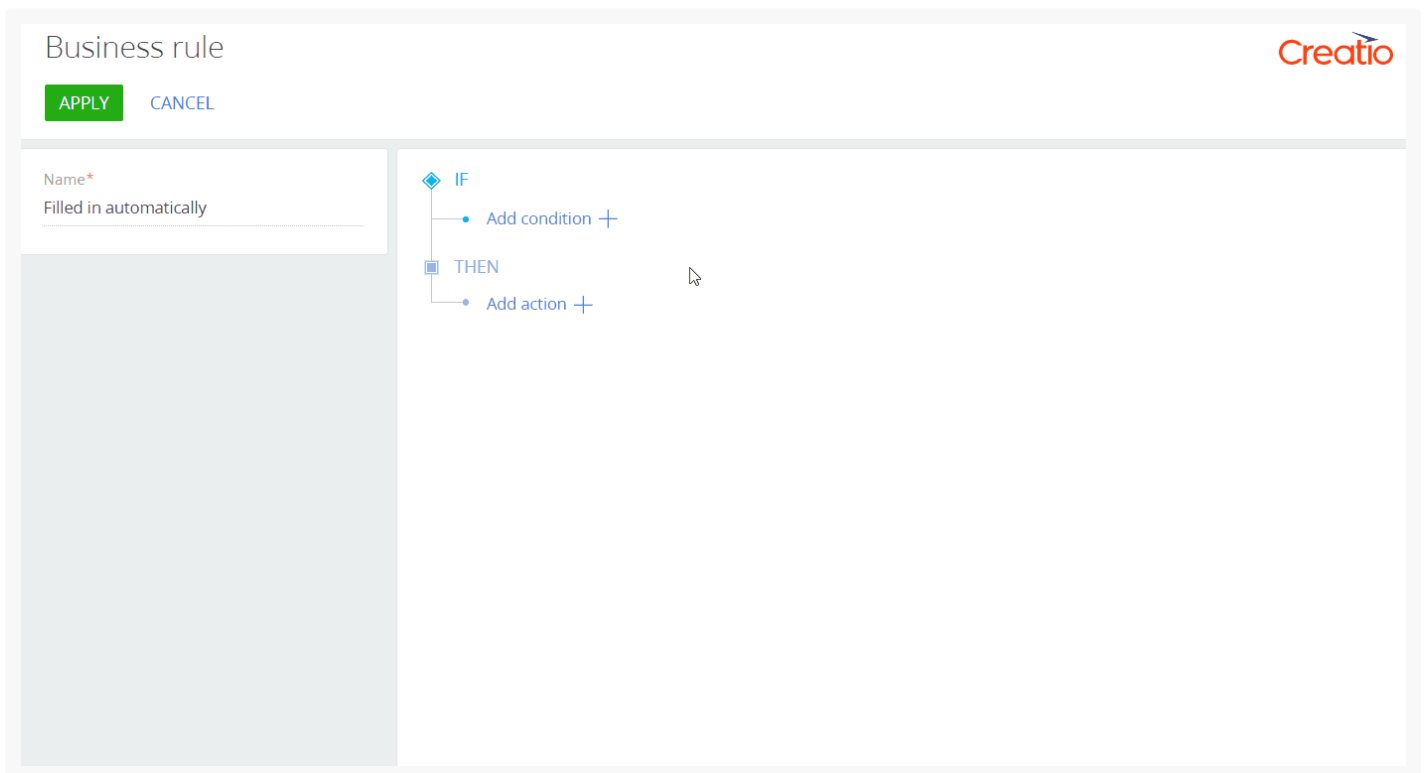 Business rule
Creatio
APPLY CANCEL
Name*
Filled in automatically
IF
Add condition
THEN
Add action